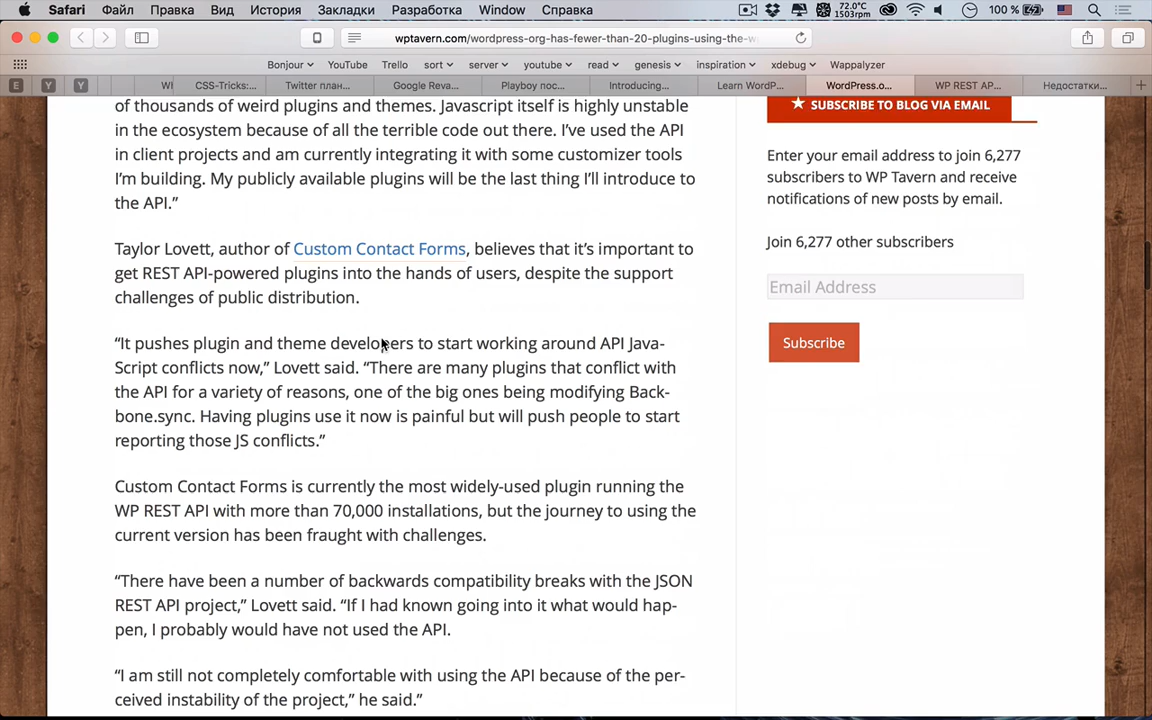 Safari Файл Правка Вид История Закладки Разработка Window Справка 72.0°C 1503rpm 100 %
wptavern.com/wordpress-org-has-fewer-than-20-plugins-using-the-w
Bonjour YouTube Trello sort server youtube read genesis inspiration xdebug Wappalyzer
E Y Y WI CSS-Tricks:... Twitter план... Google Reva... Playboy пос... Introducing... Learn WordP... WordPress.o... WP REST AP... Недостатки...
of thousands of weird plugins and themes. Javascript itself is highly unstable
in the ecosystem because of all the terrible code out there. I’ve used the API
in client projects and am currently integrating it with some customizer tools
I’m building. My publicly available plugins will be the last thing I’ll introduce to
the API.”
Taylor Lovett, author of Custom Contact Forms, believes that it’s important to
get REST API-powered plugins into the hands of users, despite the support
challenges of public distribution.
“It pushes plugin and theme developers to start working around API Java-
Script conflicts now,” Lovett said. “There are many plugins that conflict with
the API for a variety of reasons, one of the big ones being modifying Back-
bone.sync. Having plugins use it now is painful but will push people to start
reporting those JS conflicts.”
Custom Contact Forms is currently the most widely-used plugin running the
WP REST API with more than 70,000 installations, but the journey to using the
current version has been fraught with challenges.
“There have been a number of backwards compatibility breaks with the JSON
REST API project,” Lovett said. “If I had known going into it what would hap-
pen, I probably would have not used the API.
“I am still not completely comfortable with using the API because of the per-
ceived instability of the project,” he said.”
SUBSCRIBE TO BLOG VIA EMAIL
Enter your email address to join 6,277
subscribers to WP Tavern and receive
notifications of new posts by email.
Join 6,277 other subscribers
Email Address
Subscribe